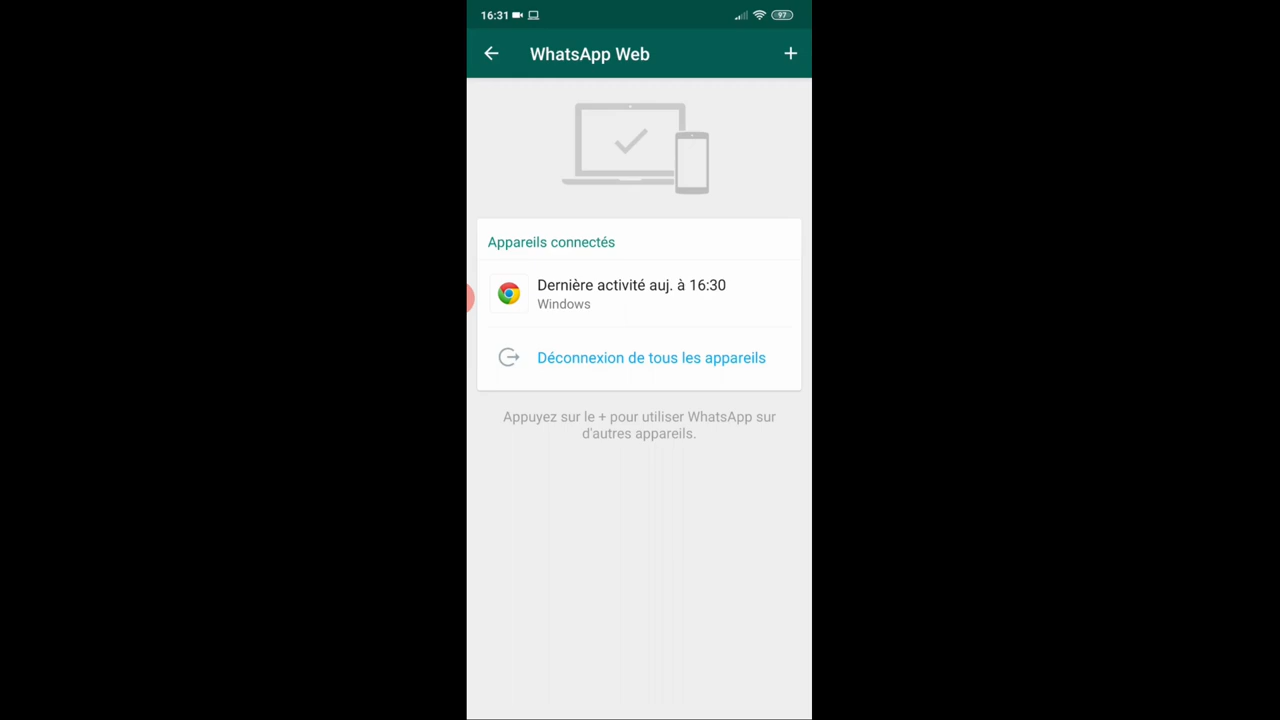 16:31
97
WhatsApp Web
Appareils connectés
Dernière activité auj. à 16:30
Windows
Déconnexion de tous les appareils
Appuyez sur le + pour utiliser WhatsApp sur
d'autres appareils.